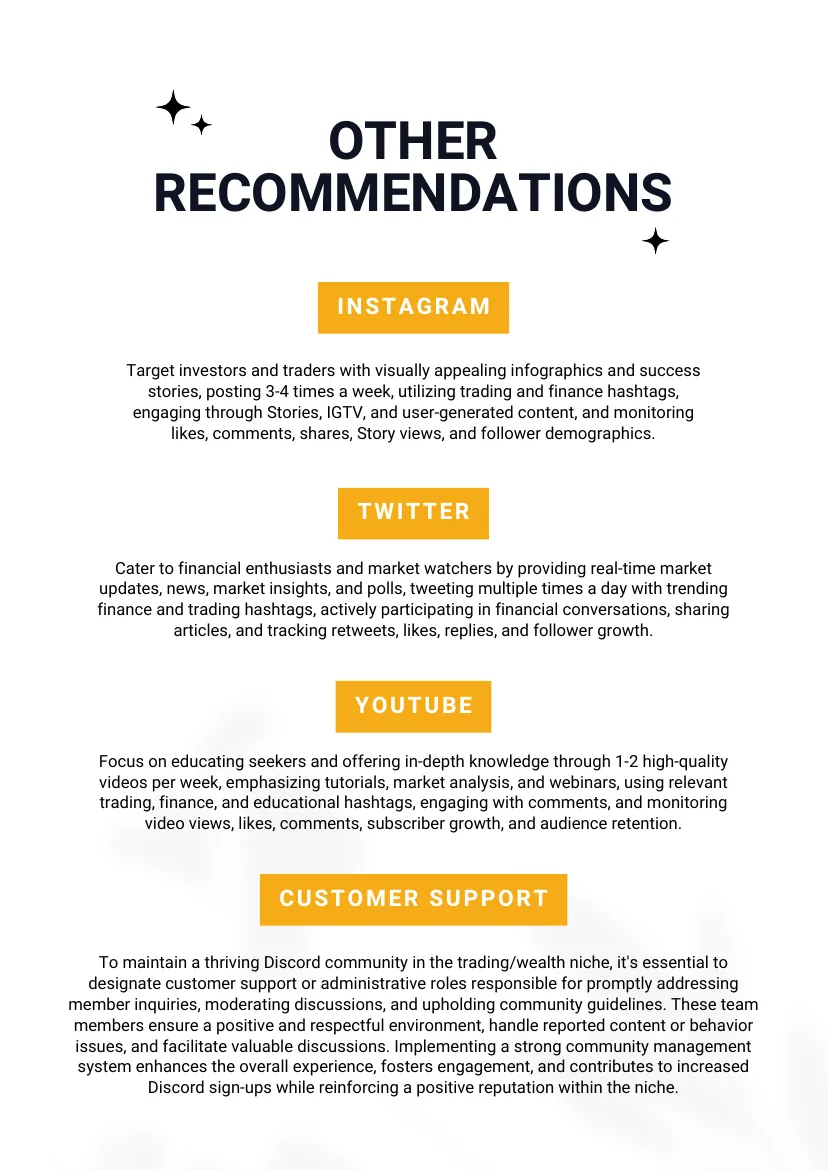 OTHER
RECOMMENDATIONS
INSTAGRAM
Target investors and traders with visually appealing infographics and success
stories, posting 3-4 times a week, utilizing trading and finance hashtags,
engaging through Stories, IGTV, and user-generated content, and monitoring
likes, comments, shares, Story views, and follower demographics.
TWITTER
Cater to financial enthusiasts and market watchers by providing real-time market
updates, news, market insights, and polls, tweeting multiple times a day with trending
finance and trading hashtags, actively participating in financial conversations, sharing
articles, and tracking retweets, likes, replies, and follower growth.
YOUTUBE
Focus on educating seekers and offering in-depth knowledge through 1-2 high-quality
videos per week, emphasizing tutorials, market analysis, and webinars, using relevant
trading, finance, and educational hashtags, engaging with comments, and monitoring
video views, likes, comments, subscriber growth, and audience retention.
CUSTOMER SUPPORT
To maintain a thriving Discord community in the trading/wealth niche, it's essential to
designate customer support or administrative roles responsible for promptly addressing
member inquiries, moderating discussions, and upholding community guidelines. These team
members ensure a positive and respectful environment, handle reported content or behavior
issues, and facilitate valuable discussions. Implementing a strong community management
system enhances the overall experience, fosters engagement, and contributes to increased
Discord sign-ups while reinforcing a positive reputation within the niche.